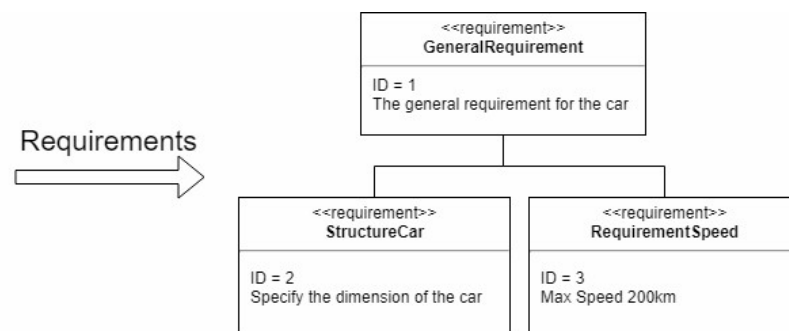 <<requirement>>
GeneralRequirement
ID = 1
The general requirement for the car
Requirements
<<requirement>>
StructureCar
ID = 2
Specify the dimension of the car
<<requirement>>
RequirementSpeed
ID = 3
Max Speed 200km